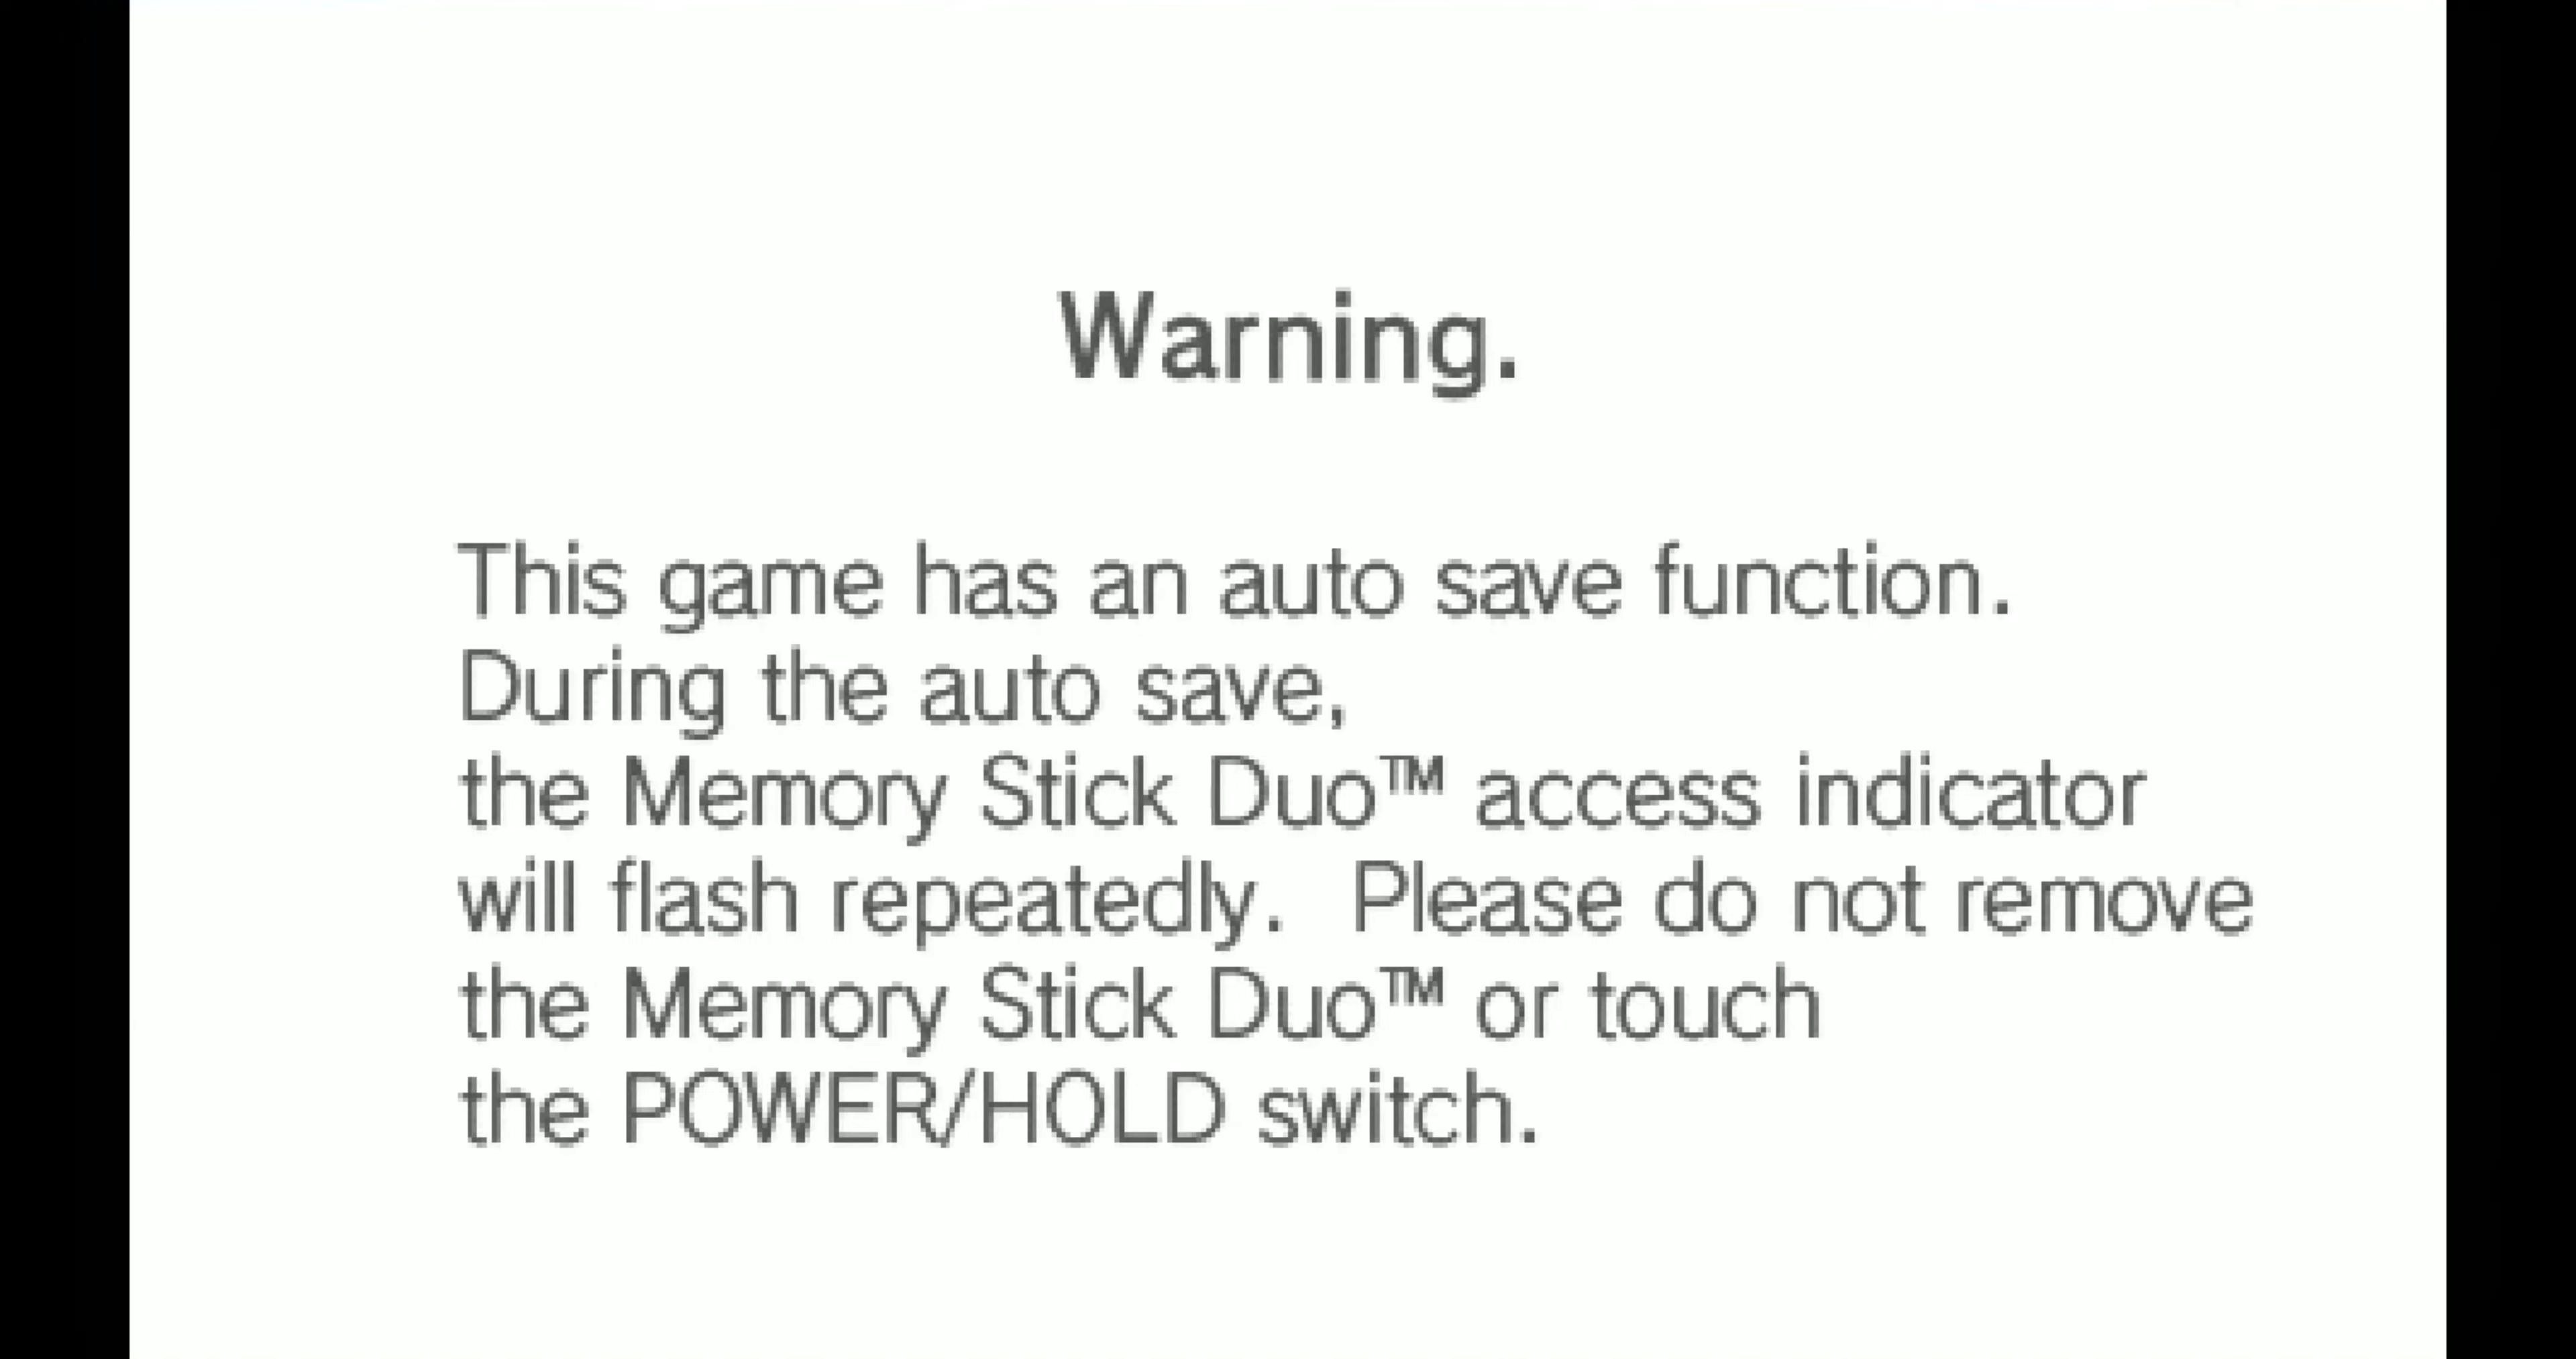 Warning.
This game has an auto save function.
During the auto save,
the Memory Stick Duo™ access indicator
will flash repeatedly.  Please do not remove
the Memory Stick Duo™ or touch
the POWER/HOLD switch.